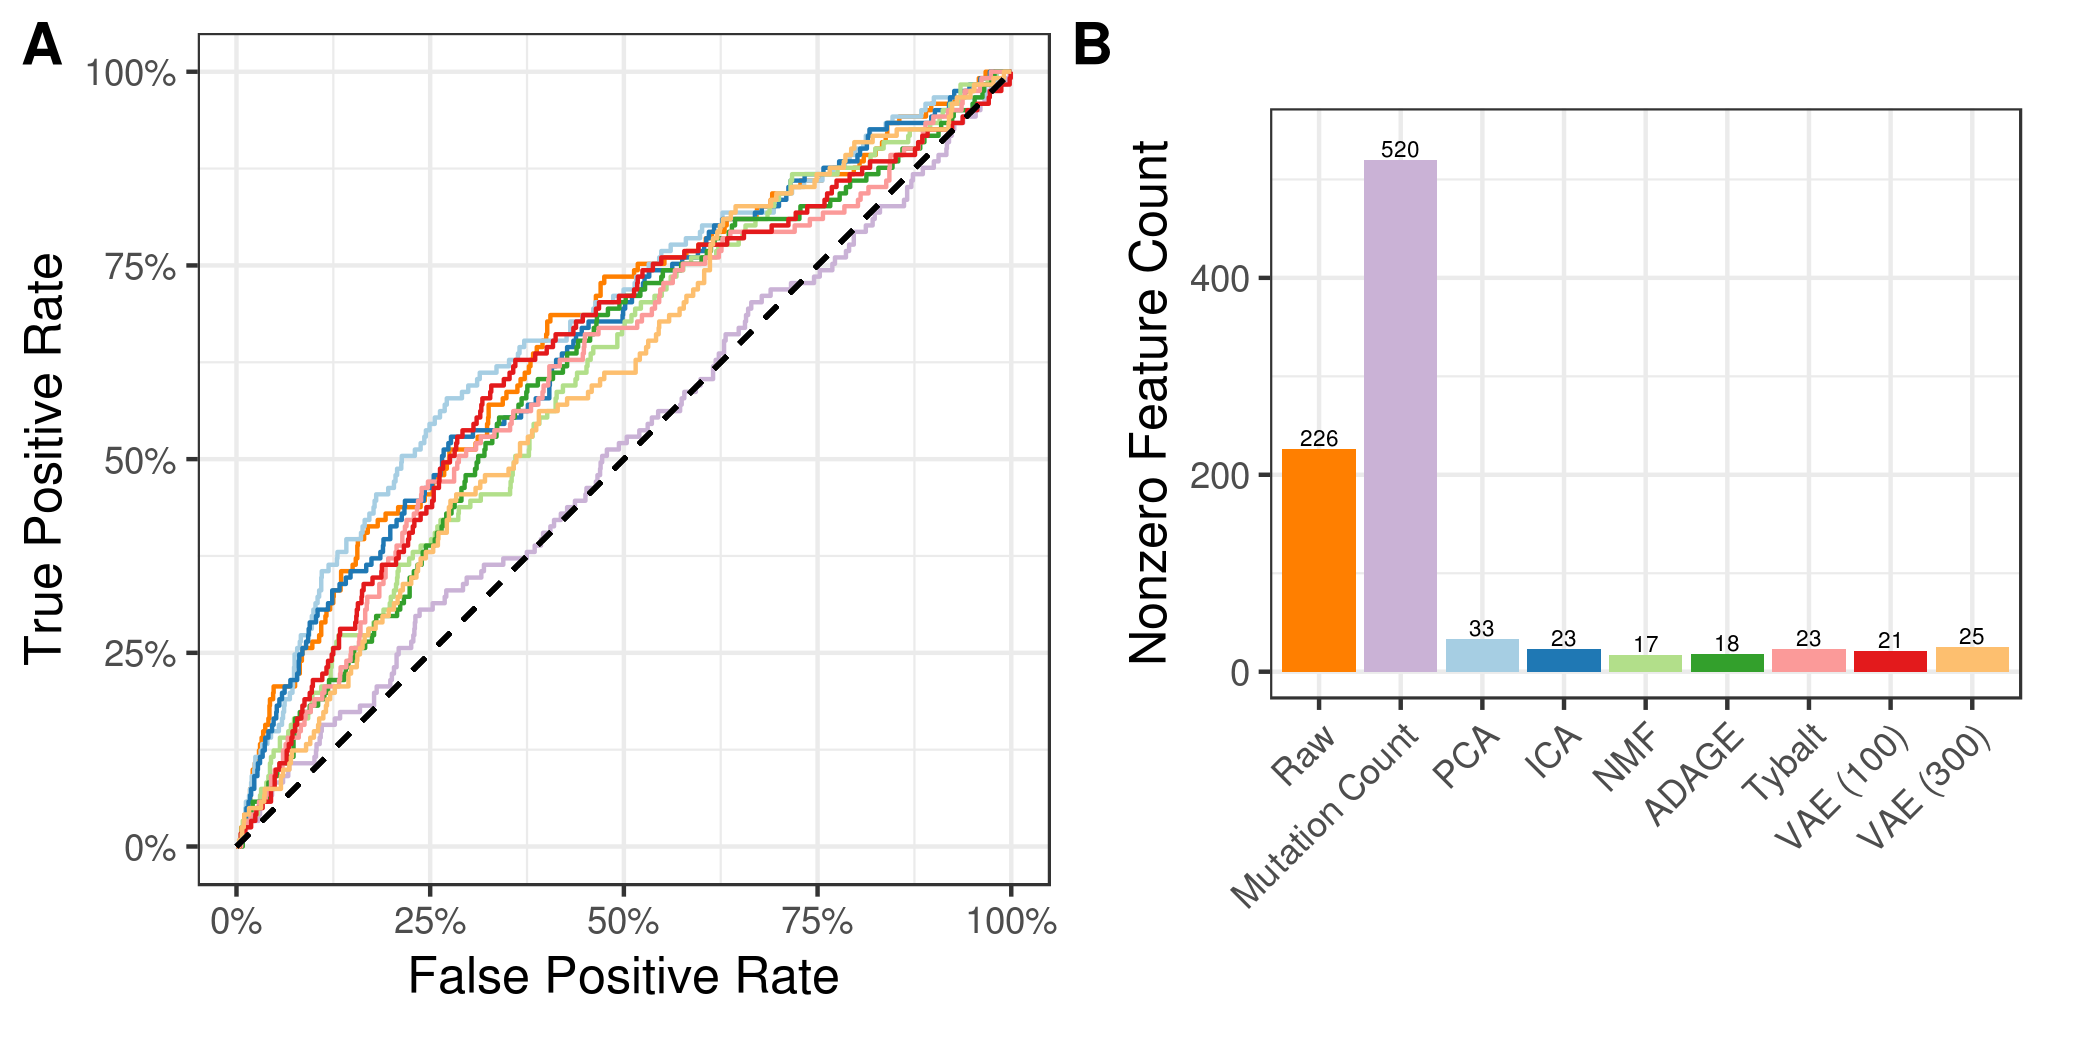 A
True Positive Rate
100%
75%
50%
25%
0%
0% 25% 50% 75% 100%
False Positive Rate
B
Nonzero Feature Count
400
200
0
226
520
33
23
17
18
23
21
25
Raw
Mutation Count
PCA
ICA
NMF
ADAGE
Tybalt
VAE (100)
VAE (300)